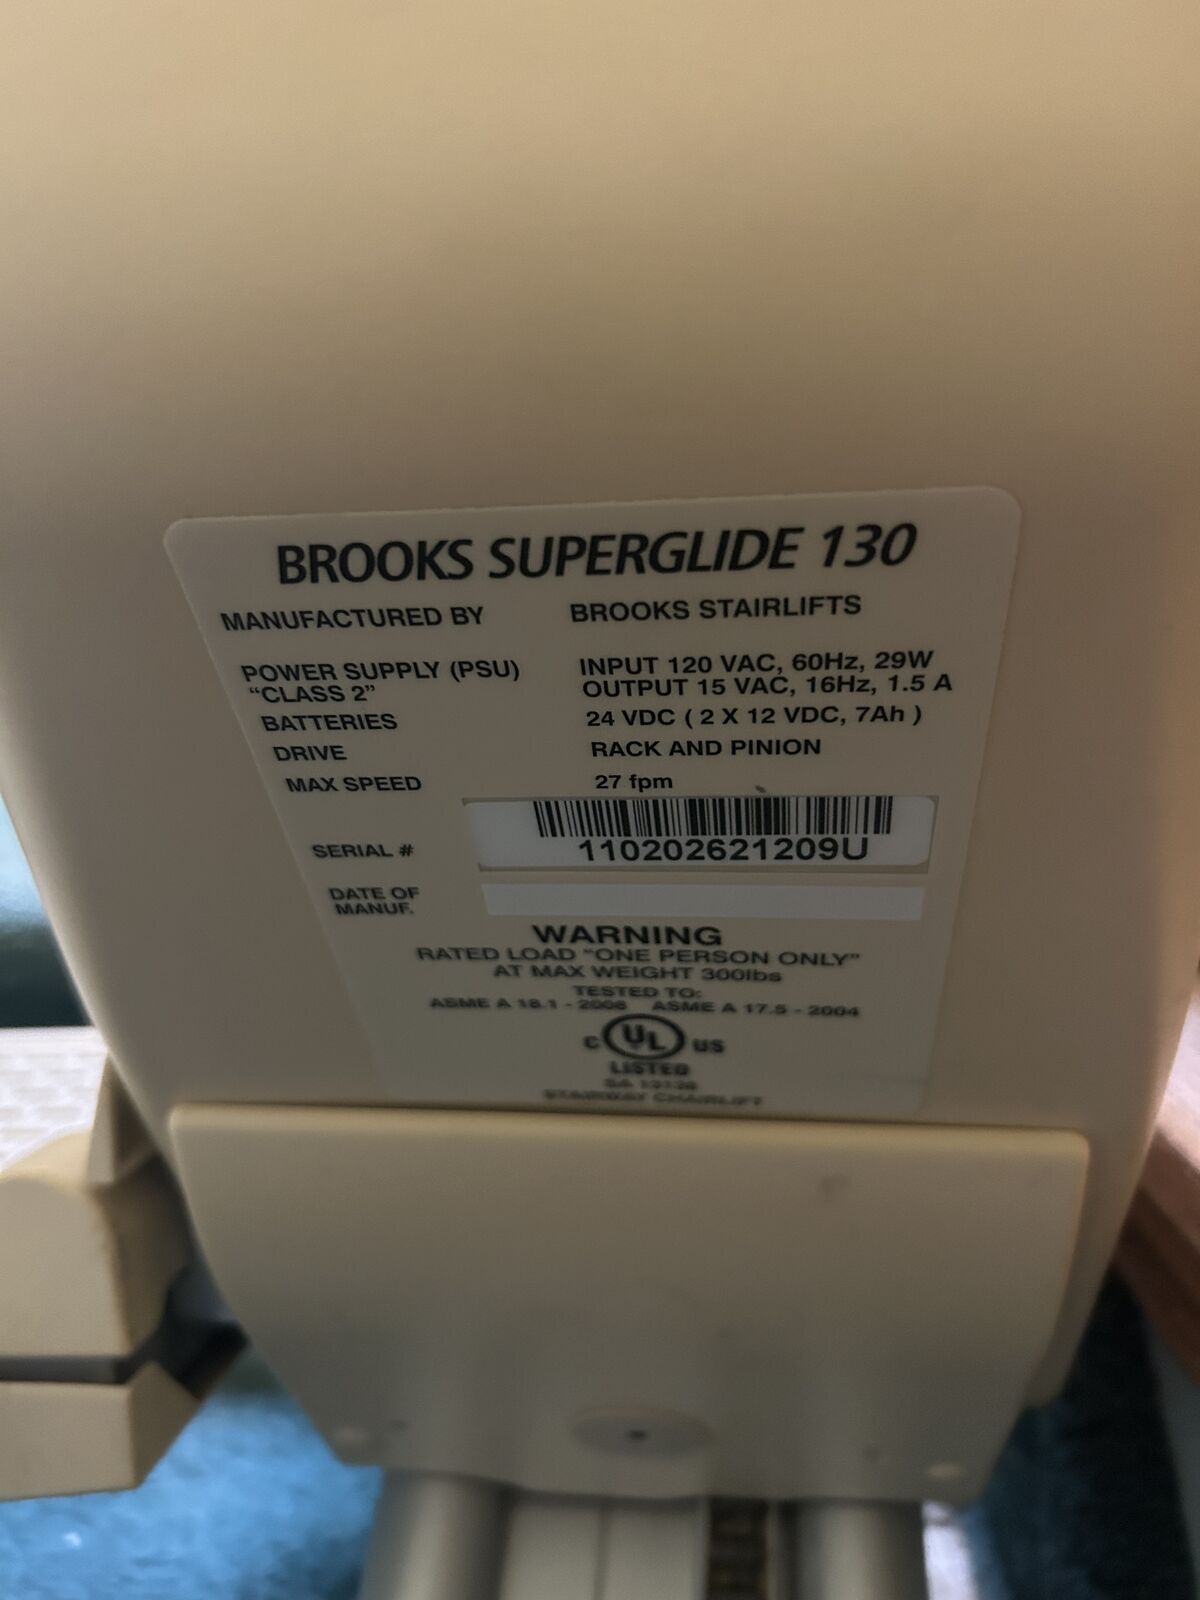 BROOKS SUPERGLIDE 130
MANUFACTURED BY BROOKS STAIRLIFTS
POWER SUPPLY (PSU) INPUT 120 VAC, 60Hz, 29W
"CLASS 2" OUTPUT 15 VAC, 16Hz, 1.5 A
BATTERIES 24 VDC ( 2 X 12 VDC, 7Ah )
DRIVE RACK AND PINION
MAX SPEED 27 fpm
SERIAL # 110202621209U
DATE OF
MANUF.
WARNING
RATED LOAD "ONE PERSON ONLY"
AT MAX WEIGHT 300lbs
TESTED TO:
ASME A 18.1 - 2008 ASME A 17.5 - 2004
C UL US
LISTED
SA
STAIRWAY CHAIRLIFT